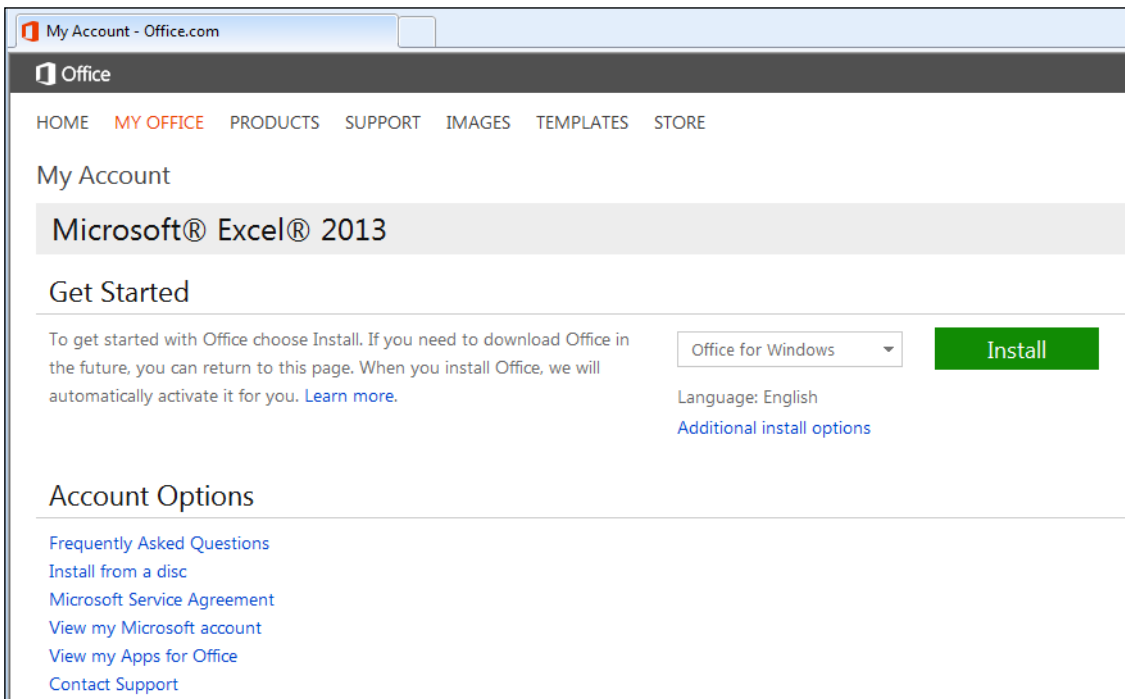 My Account - Office.com
Office
HOME MY OFFICE PRODUCTS SUPPORT IMAGES TEMPLATES STORE
My Account
Microsoft® Excel® 2013
Get Started
To get started with Office choose Install. If you need to download Office in
the future, you can return to this page. When you install Office, we will
automatically activate it for you. Learn more.
Office for Windows
Install
Language: English
Additional install options
Account Options
Frequently Asked Questions
Install from a disc
Microsoft Service Agreement
View my Microsoft account
View my Apps for Office
Contact Support